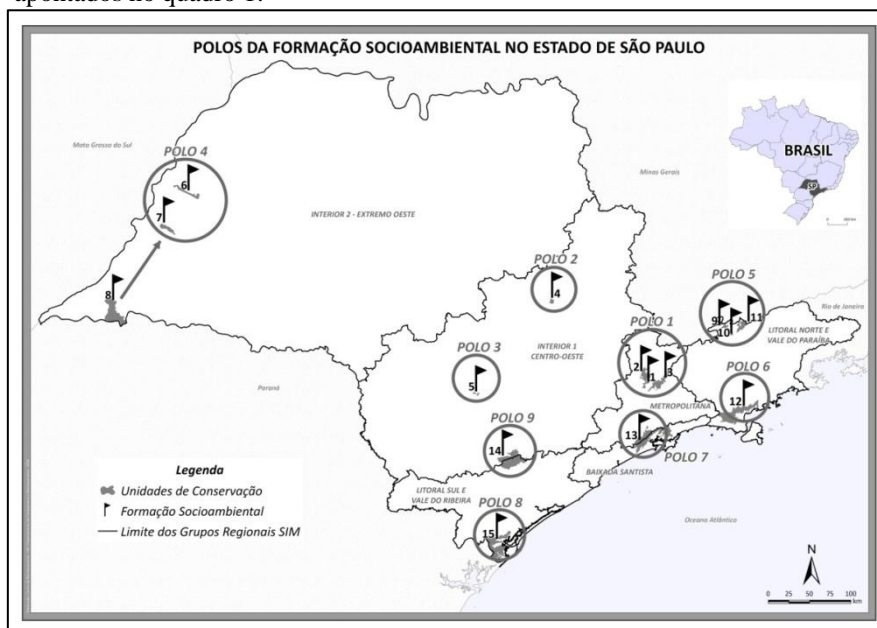 apontados no quadro 1.
POLOS DA FORMAÇÃO SOCIOAMBIENTAL NO ESTADO DE SÃO PAULO
Mato Grosso do Sul
POLO 4
6
7
8
INTERIOR 2 - EXTREMO OESTE
Minas Gerais
BRASIL
SP
POLO 2
4
POLO 5
9
10
11
Rio de Janeiro
LITORAL NORTE E
VALE DO PARAÍBA
POLO 1
2
1
3
INTERIOR 1
CENTRO-OESTE
POLO 3
5
POLO 6
12
METROPOLITANA
Paraná
POLO 9
14
13
POLO 7
BAIXADA SANTISTA
LITORAL SUL E
VALE DO RIBEIRA
POLO 8
15
Oceano Atlântico
Legenda
Unidades de Conservação
Formação Socioambiental
Limite dos Grupos Regionais SIM
N
0 25 50 75 100
km